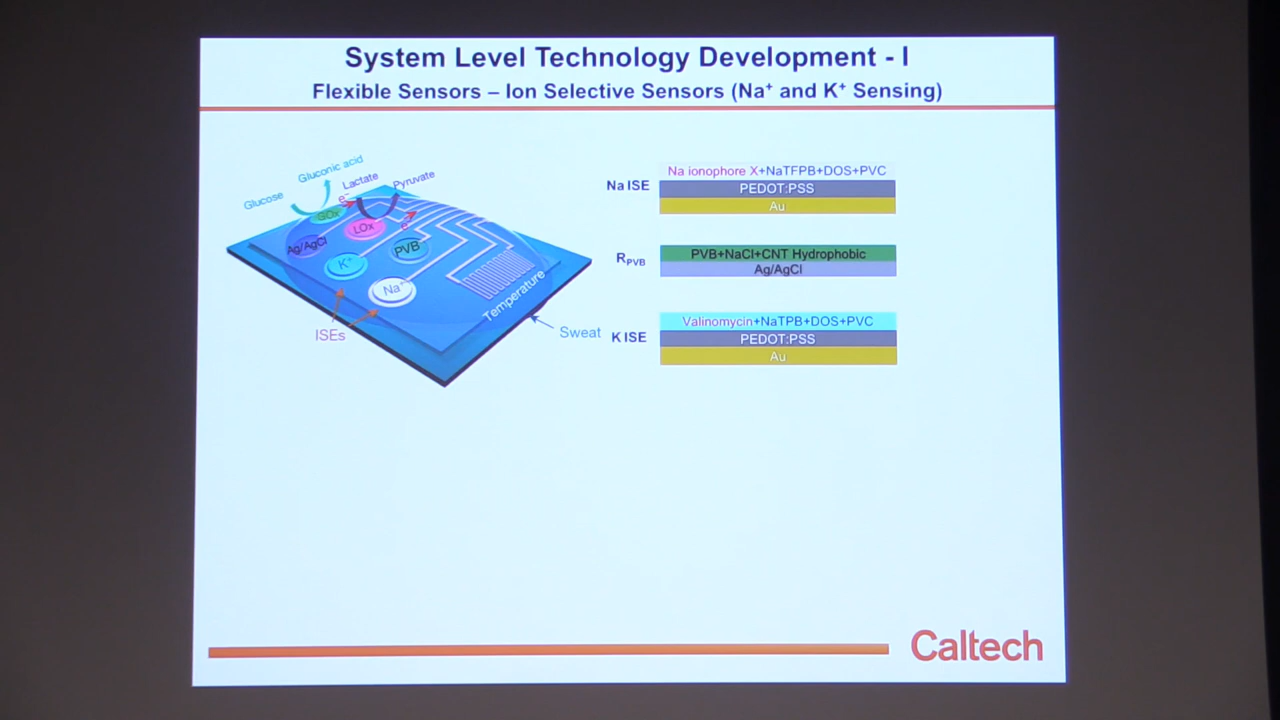 System Level Technology Development - I
Flexible Sensors – Ion Selective Sensors (Na⁺ and K⁺ Sensing)
Gluconic acid
Glucose
Lactate
Pyruvate
e⁻
GOx
LOx
e⁻
Ag/AgCl
PVB
K⁺
Na⁺
Temperature
ISEs
Sweat
Na ISE
Na ionophore X+NaTFPB+DOS+PVC
PEDOT:PSS
Au
R_PVB
PVB+NaCl+CNT Hydrophobic
Ag/AgCl
K ISE
Valinomycin+NaTPB+DOS+PVC
PEDOT:PSS
Au
Caltech